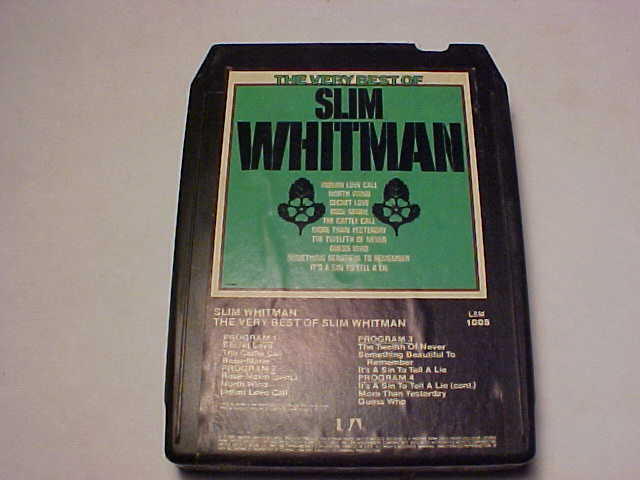 THE VERY BEST OF
SLIM
WHITMAN
INDIAN LOVE CALL
NORTH WIND
SECRET LOVE
ROSE MARIE
THE CATTLE CALL
MORE THAN YESTERDAY
THE TWELFTH OF NEVER
GUESS WHO
SOMETHING BEAUTIFUL TO REMEMBER
IT'S A SIN TO TELL A LIE
SLIM WHITMAN
THE VERY BEST OF SLIM WHITMAN
1005
PROGRAM 1
Secret Love
The Cattle Call
Rose-Marie
PROGRAM 2
Rose-Marie (cont.)
North Wind
Indian Love Call
PROGRAM 3
The Twelfth Of Never
Something Beautiful To
Remember
It's A Sin To Tell A Lie
PROGRAM 4
It's A Sin To Tell A Lie (cont.)
More Than Yesterday
Guess Who